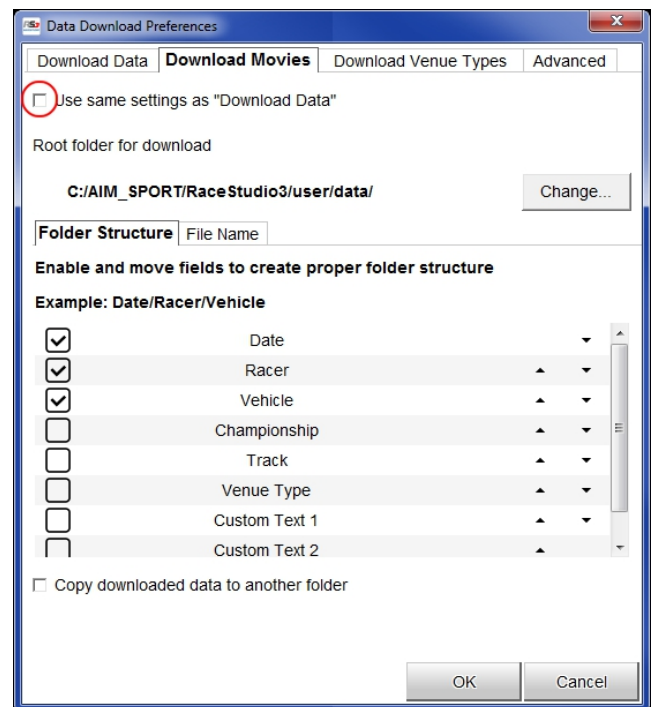 RS3 Data Download Preferences
Download Data Download Movies Download Venue Types Advanced
Use same settings as "Download Data"
Root folder for download
C:/AIM_SPORT/RaceStudio3/user/data/ Change...
Folder Structure File Name
Enable and move fields to create proper folder structure
Example: Date/Racer/Vehicle
Date
Racer
Vehicle
Championship
Track
Venue Type
Custom Text 1
Custom Text 2
Copy downloaded data to another folder
OK Cancel